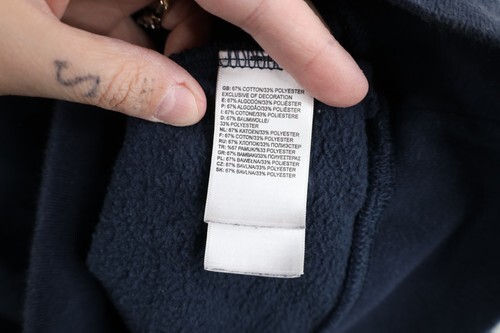 GB: 67% COTTON/33% POLYESTER
EXCLUSIVE OF DECORATION
E: 67% ALGODÓN/33% POLIÉSTER
P: 67% ALGODÃO/33% POLIÉSTER
I: 67% COTONE/33% POLIESTERE
D: 67% BAUMWOLLE/
33% POLYESTER
NL: 67% KATOEN/33% POLYESTER
F: 67% COTON/33% POLYESTER
RU: 67% ХЛОПОК/33% ПОЛИЭСТЕР
TR: %67 PAMUK/%33 POLYESTER
GR: 67% ΒΑΜΒΑΚΙ/33% ΠΟΛΥΕΣΤΕΡΑΣ
PL: 67% BAWEŁNA/33% POLYESTER
CZ: 67% BAVLNA/33% POLYESTER
SK: 67% BAVLNA/33% POLYESTER